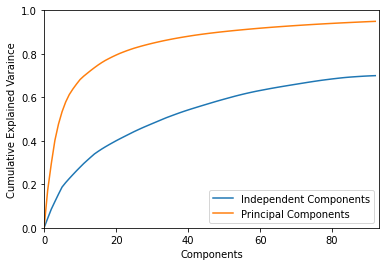 1.0
0.8
0.6
0.4
0.2
0.0
Cumulative Explained Varaince
0
20
40
60
80
Components
Independent Components
Principal Components